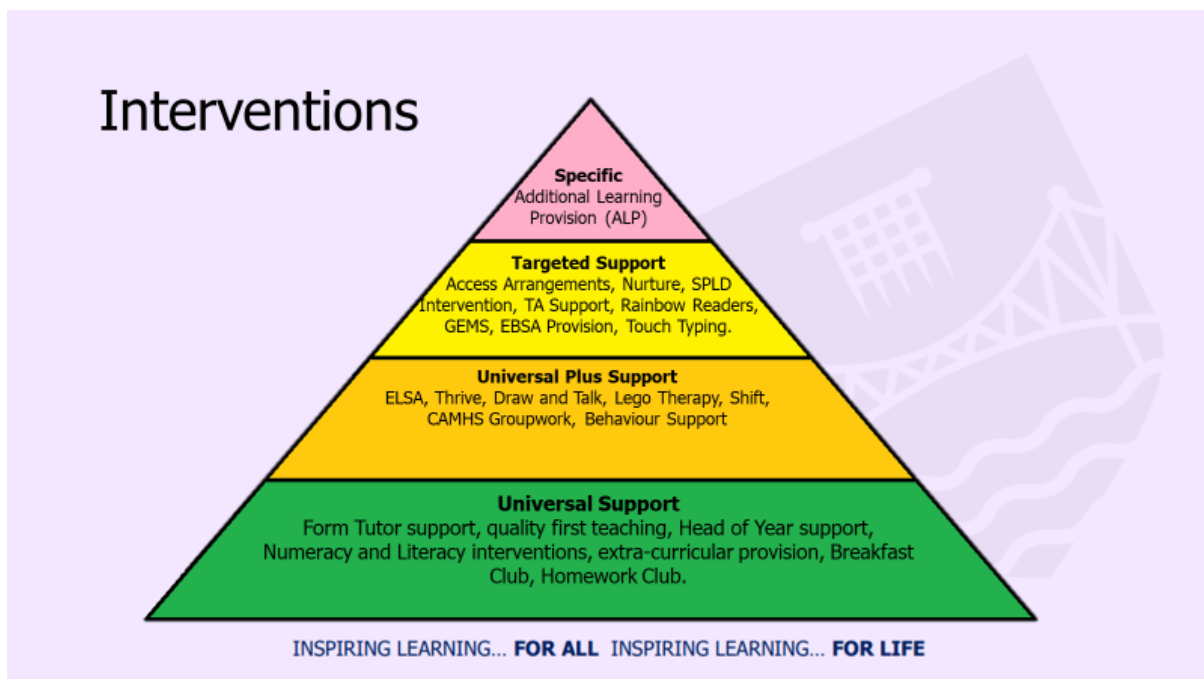 Interventions
Specific
Additional Learning
Provision (ALP)
Targeted Support
Access Arrangements, Nurture, SPLD
Intervention, TA Support, Rainbow Readers,
GEMS, EBSA Provision, Touch Typing.
Universal Plus Support
ELSA, Thrive, Draw and Talk, Lego Therapy, Shift,
CAMHS Groupwork, Behaviour Support
Universal Support
Form Tutor support, quality first teaching, Head of Year support,
Numeracy and Literacy interventions, extra-curricular provision, Breakfast
Club, Homework Club.
INSPIRING LEARNING... FOR ALL INSPIRING LEARNING... FOR LIFE